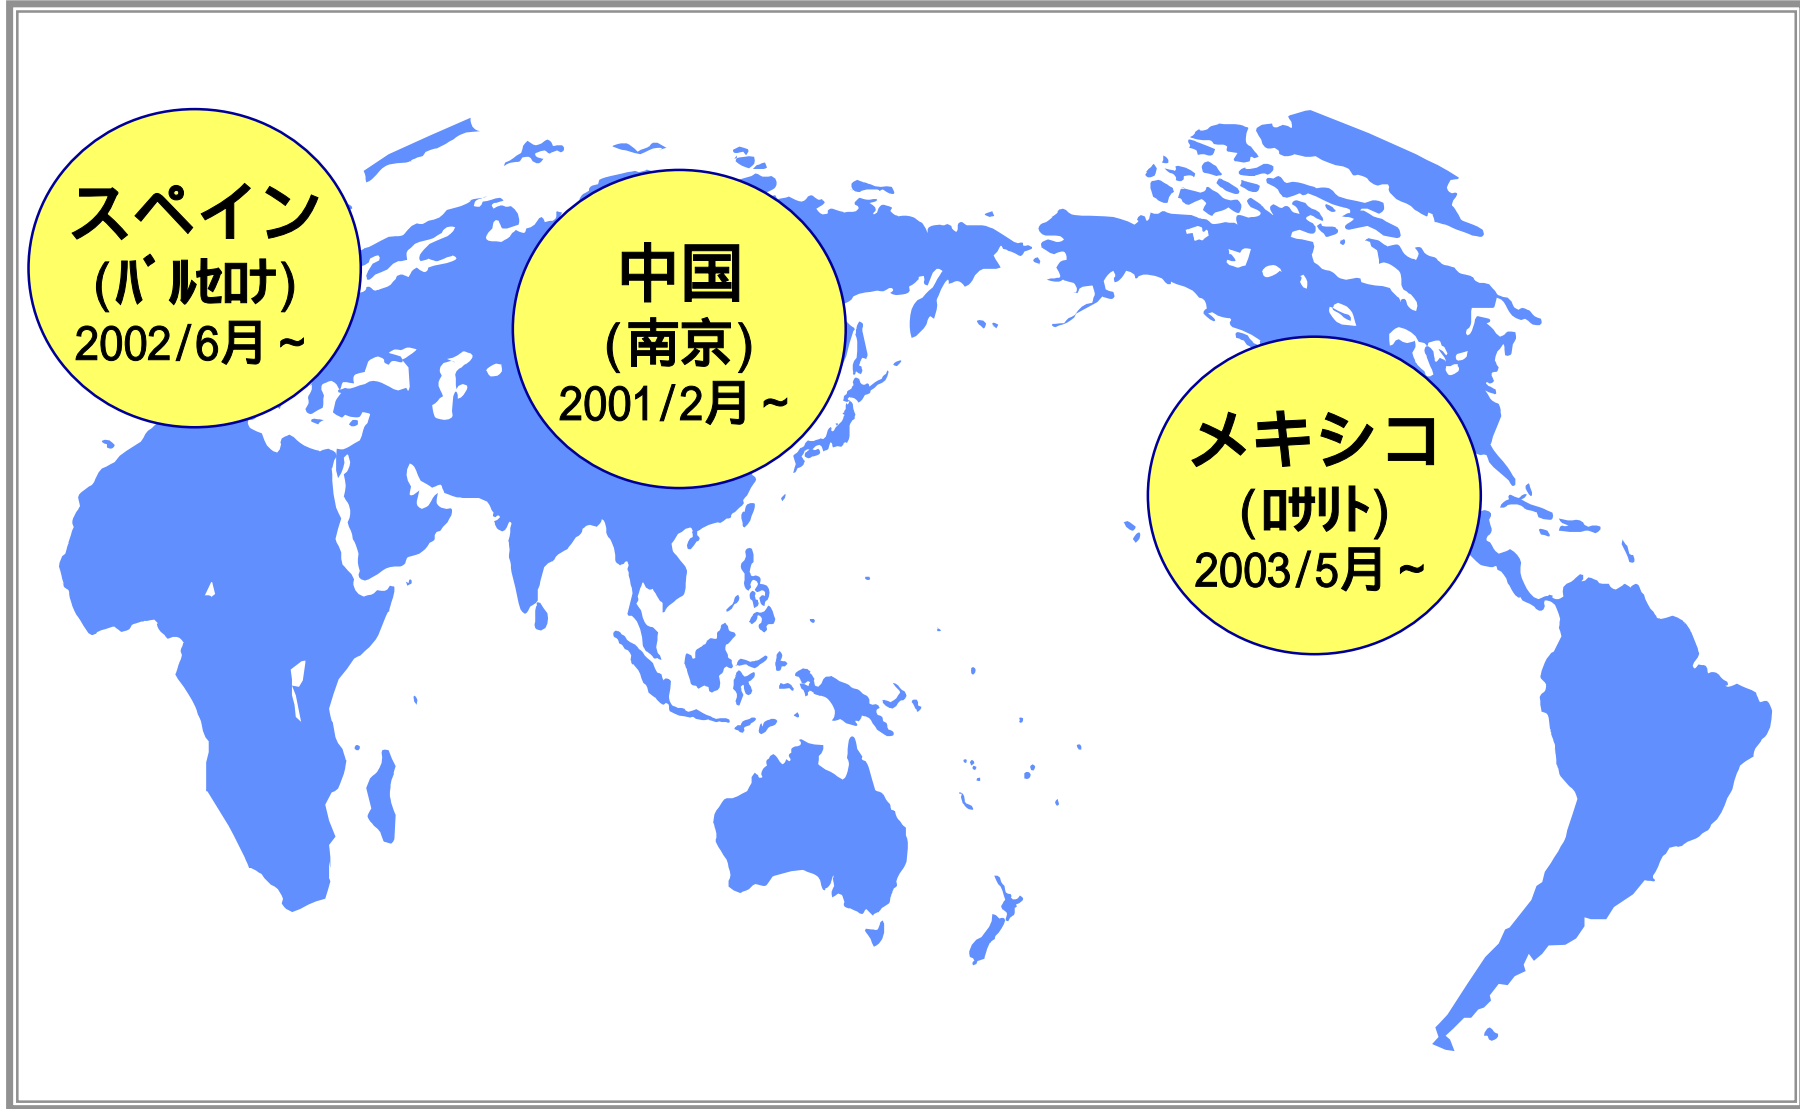 スペイン
(ﾊﾞﾙｾﾛﾅ)
2002/6月~
中国
(南京)
2001/2月~
メキシコ
(ﾛｻﾘﾄ)
2003/5月~